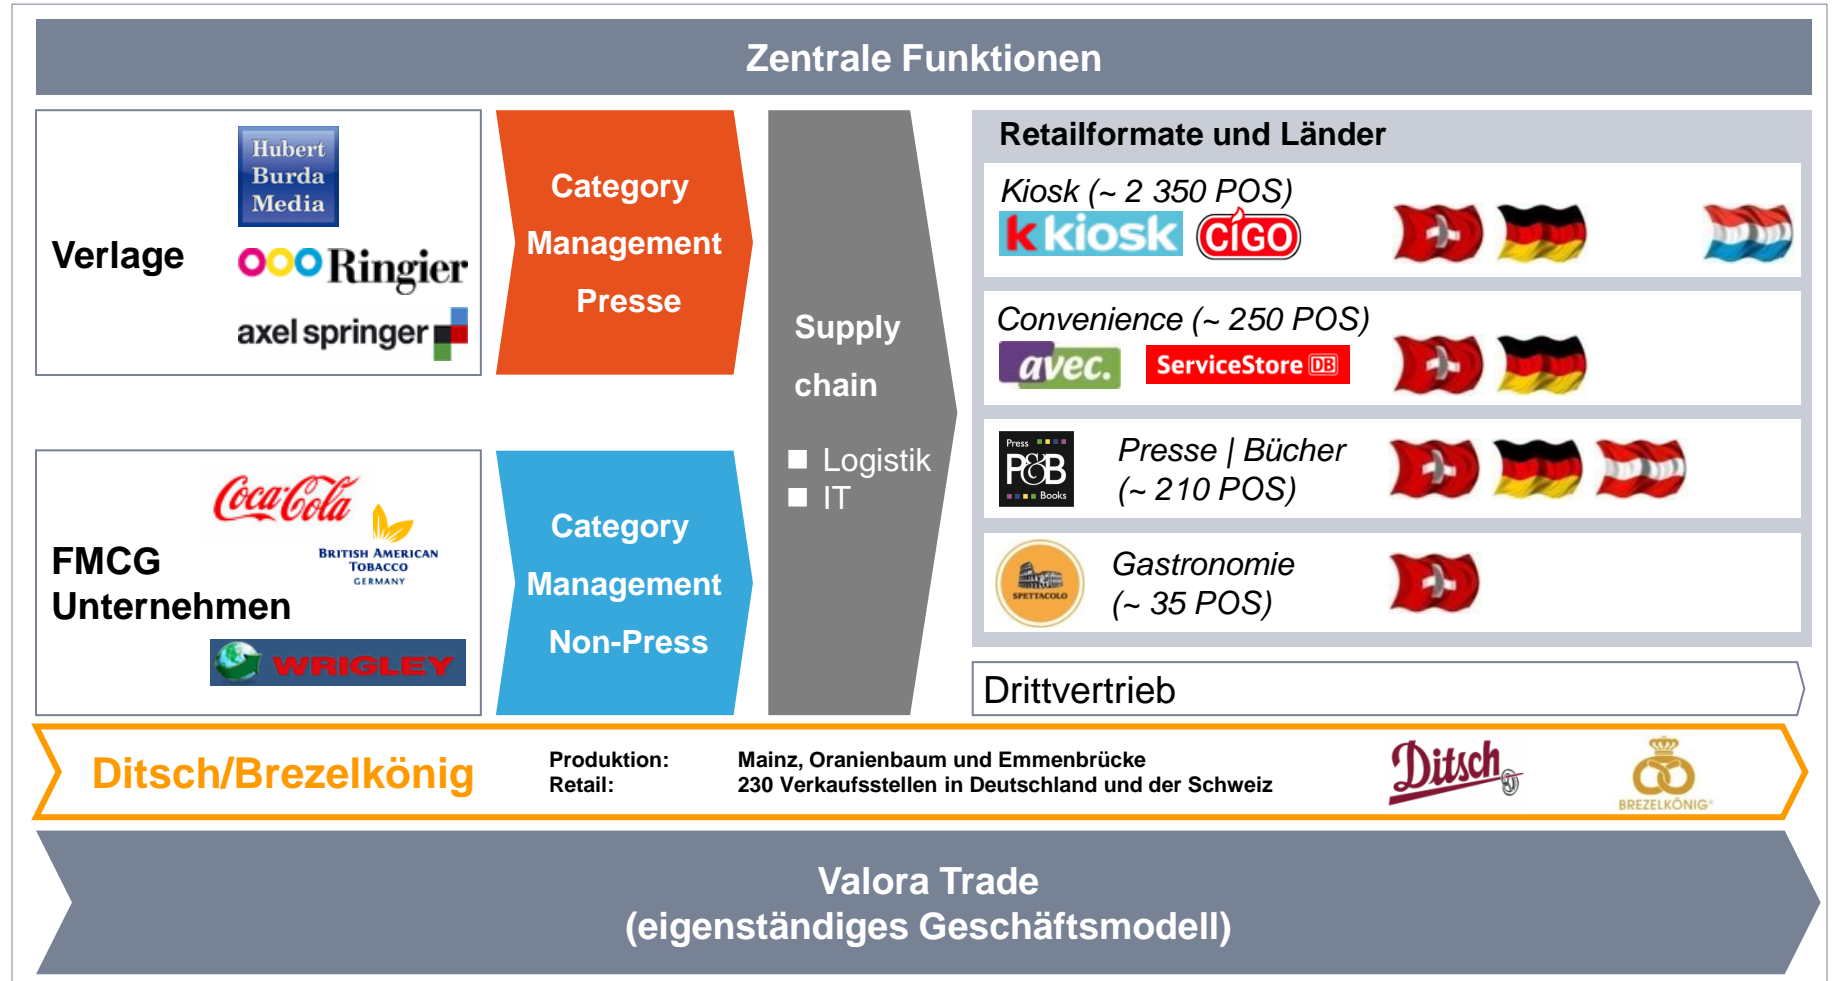 Zentrale Funktionen
Verlage
Hubert
Burda
Media
Ringier
axel springer
Category
Management
Presse
FMCG
Unternehmen
Coca-Cola
BRITISH AMERICAN
TOBACCO
GERMANY
WRIGLEY
Category
Management
Non-Press
Supply
chain
Logistik
IT
Retailformate und Länder
Kiosk (~ 2 350 POS)
k kiosk
CIGO
Convenience (~ 250 POS)
avec.
ServiceStore DB
Press
P&B
Books
Presse | Bücher
(~ 210 POS)
SPETTACOLO
Gastronomie
(~ 35 POS)
Drittvertrieb
Ditsch/Brezelkönig
Produktion: Mainz, Oranienbaum und Emmenbrücke
Retail: 230 Verkaufsstellen in Deutschland und der Schweiz
Ditsch
BREZELKÖNIG®
Valora Trade
(eigenständiges Geschäftsmodell)